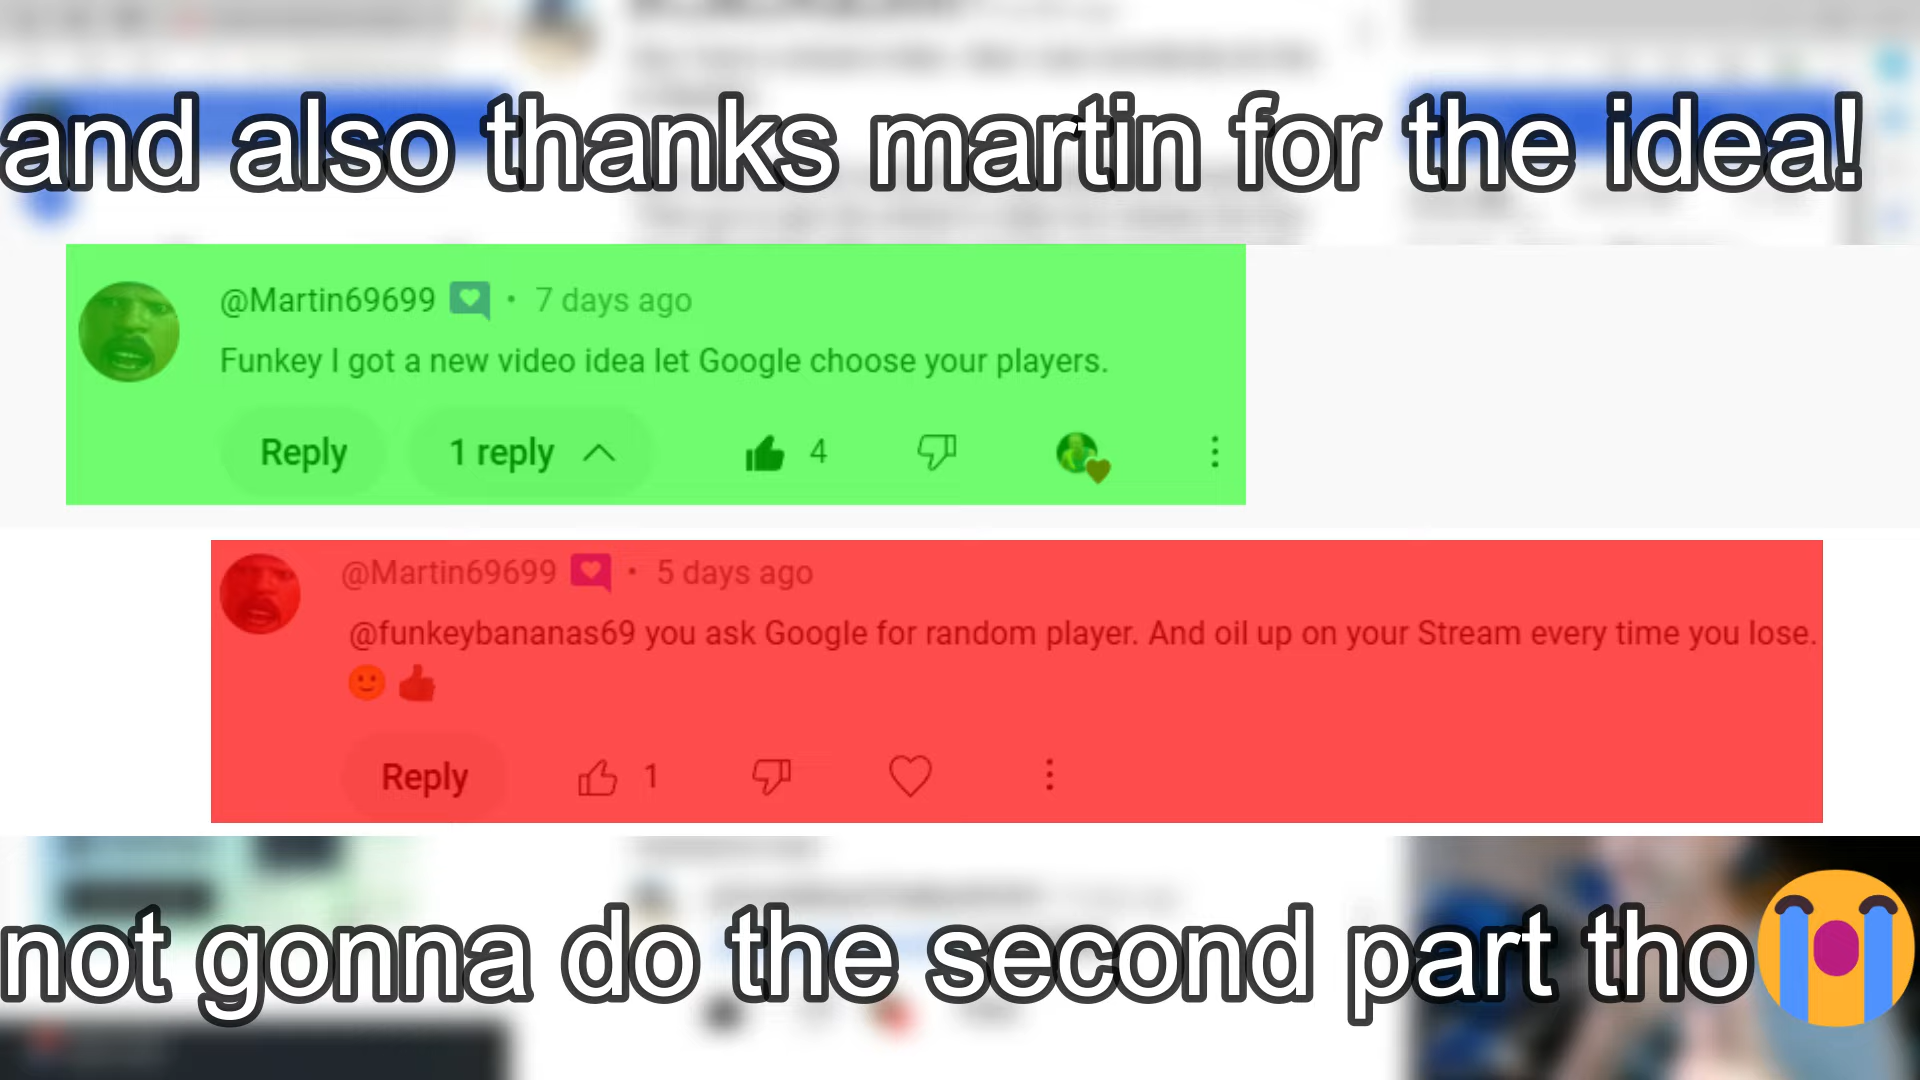 and also thanks martin for the idea!
@Martin69699 • 7 days ago
Funkey I got a new video idea let Google choose your players.
Reply 1 reply 4
@Martin69699 • 5 days ago
@funkeybananas69 you ask Google for random player. And oil up on your Stream every time you lose.
🙂 👍
Reply 1
not gonna do the second part tho😭